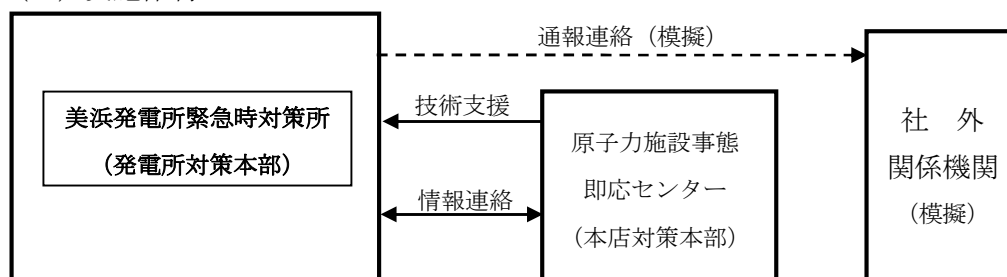 通報連絡（模擬）
美浜発電所緊急時対策所
（発電所対策本部）
技術支援
情報連絡
原子力施設事態
即応センター
（本店対策本部）
社　外
関係機関
（模擬）